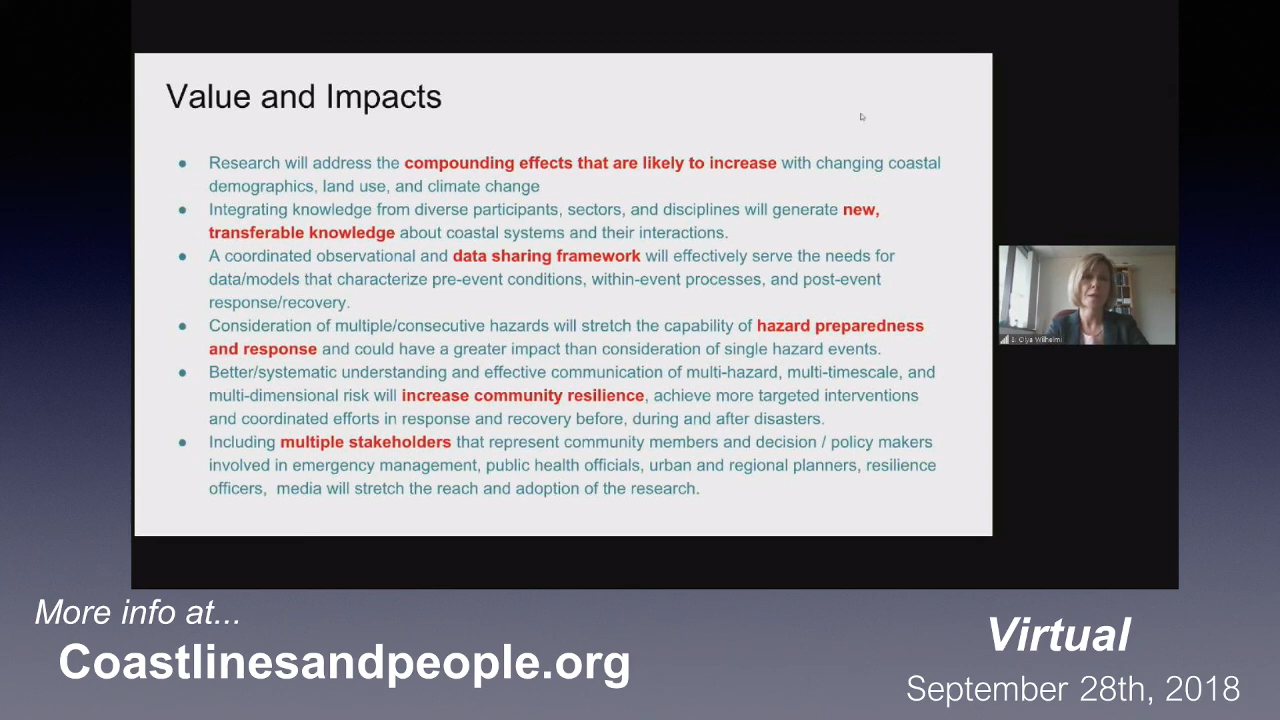 Value and Impacts
● Research will address the compounding effects that are likely to increase with changing coastal
demographics, land use, and climate change
● Integrating knowledge from diverse participants, sectors, and disciplines will generate new,
transferable knowledge about coastal systems and their interactions.
● A coordinated observational and data sharing framework will effectively serve the needs for
data/models that characterize pre-event conditions, within-event processes, and post-event
response/recovery.
● Consideration of multiple/consecutive hazards will stretch the capability of hazard preparedness
and response and could have a greater impact than consideration of single hazard events.
● Better/systematic understanding and effective communication of multi-hazard, multi-timescale, and
multi-dimensional risk will increase community resilience, achieve more targeted interventions
and coordinated efforts in response and recovery before, during and after disasters.
● Including multiple stakeholders that represent community members and decision / policy makers
involved in emergency management, public health officials, urban and regional planners, resilience
officers, media will stretch the reach and adoption of the research.
Olya Wilhelmi
More info at...
Coastlinesandpeople.org
Virtual
September 28th, 2018